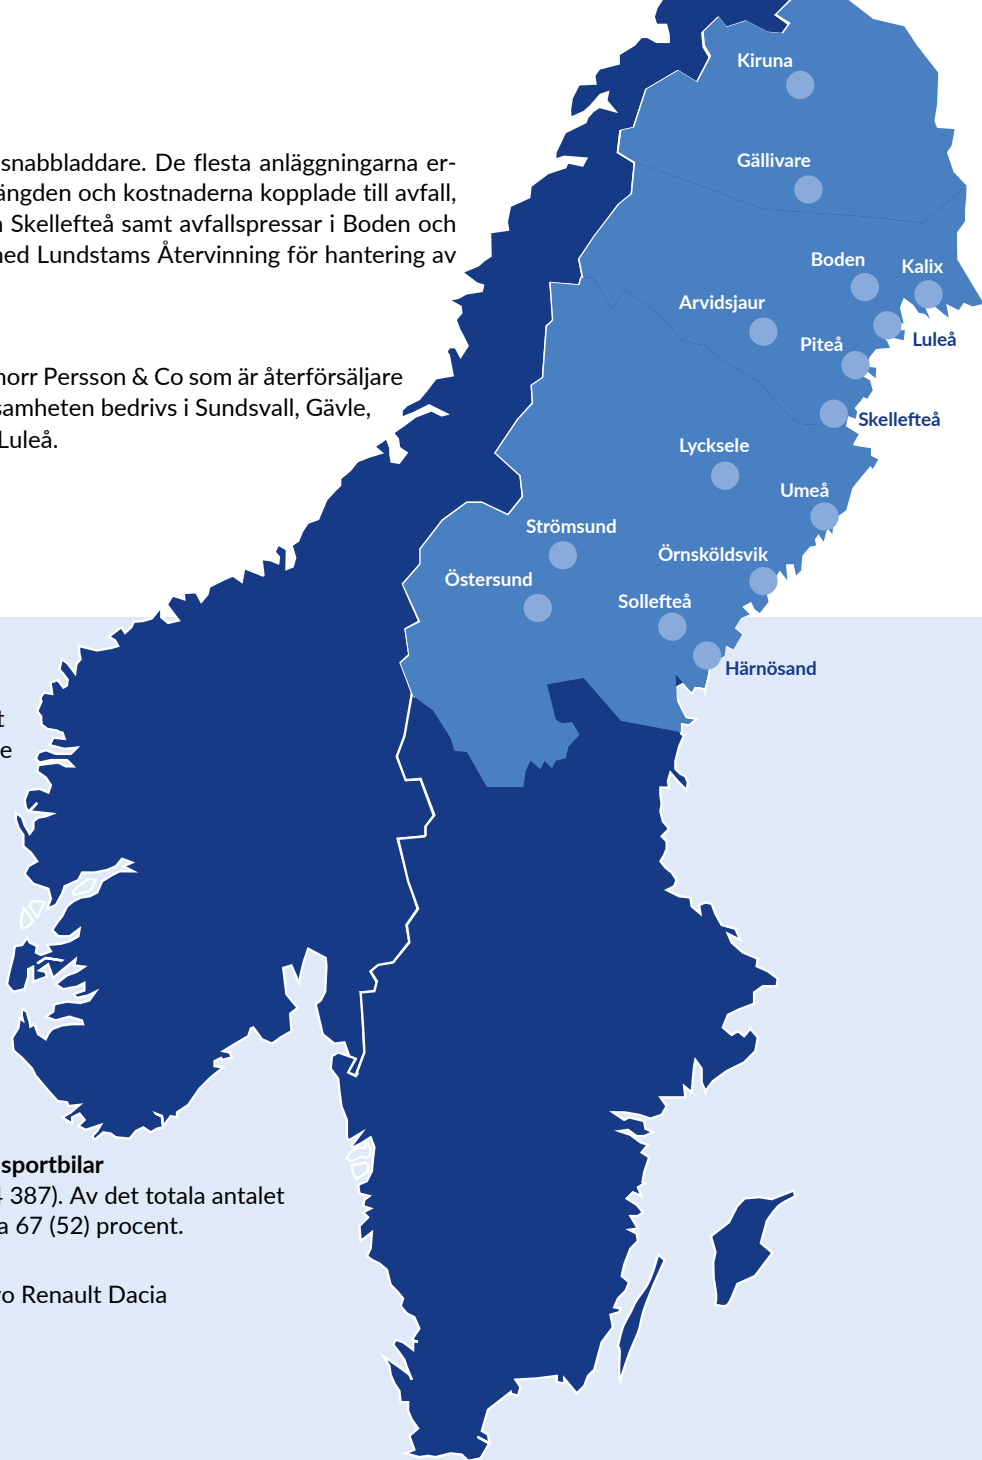 snabbladdare. De flesta anläggningarna er-
ängden och kostnaderna kopplade till avfall,
Skellefteå samt avfallspressar i Boden och
med Lundstams Återvinning för hantering av
norr Persson & Co som är återförsäljare
samheten bedrivs i Sundsvall, Gävle,
Luleå.
t
e
sportbilar
387). Av det totala antalet
a 67 (52) procent.
o Renault Dacia
Kiruna
Gällivare
Boden
Kalix
Arvidsjaur
Luleå
Piteå
Skellefteå
Lycksele
Umeå
Strömsund
Örnsköldsvik
Östersund
Sollefteå
Härnösand